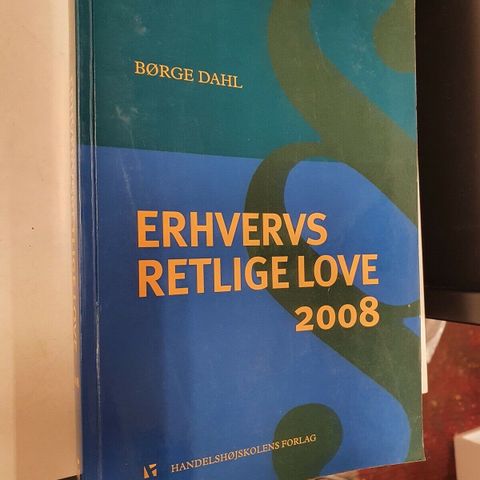 BØRGE DAHL
ERHVERVS
RETLIGE LOVE
2008
HANDELSHØJSKOLENS FORLAG